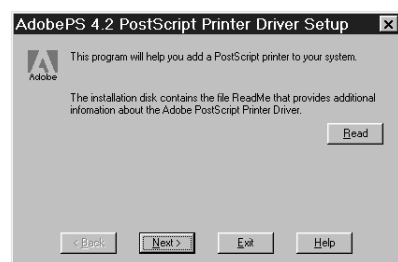 AdobePS 4.2 PostScript Printer Driver Setup
This program will help you add a PostScript printer to your system.
Adobe
The installation disk contains the file ReadMe that provides additional
infomation about the Adobe PostScript Printer Driver.
Read
< Back Next > Exit Help